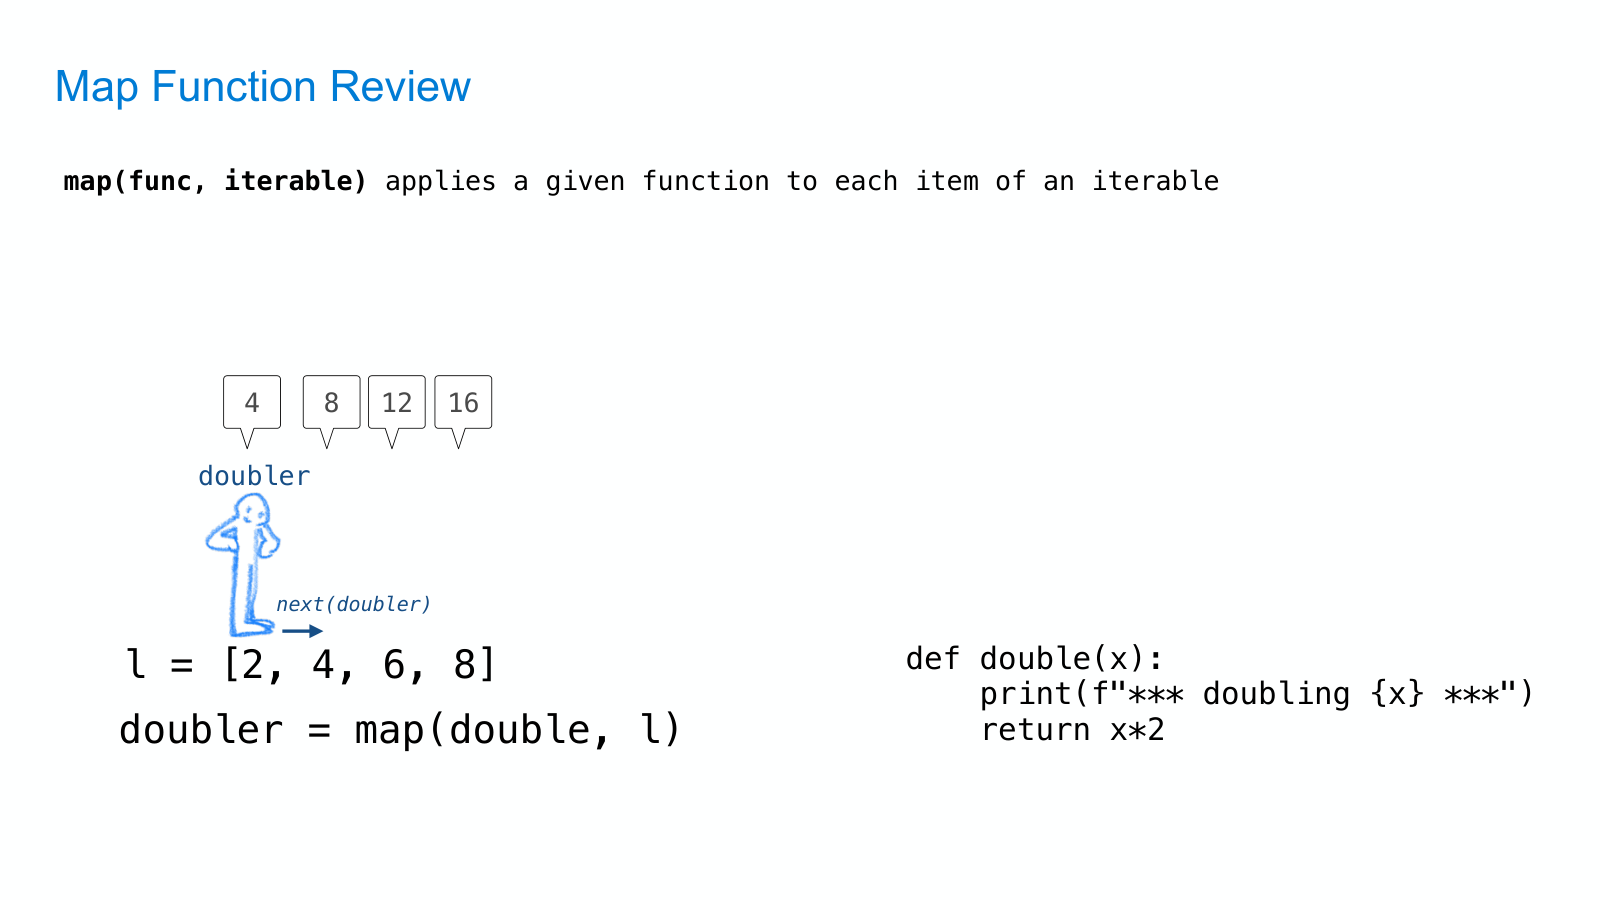 Map Function Review
map(func, iterable) applies a given function to each item of an iterable
4 8 12 16
doubler
next(doubler)
l = [2, 4, 6, 8]
doubler = map(double, l)
def double(x):
    print(f"*** doubling {x} ***")
    return x*2